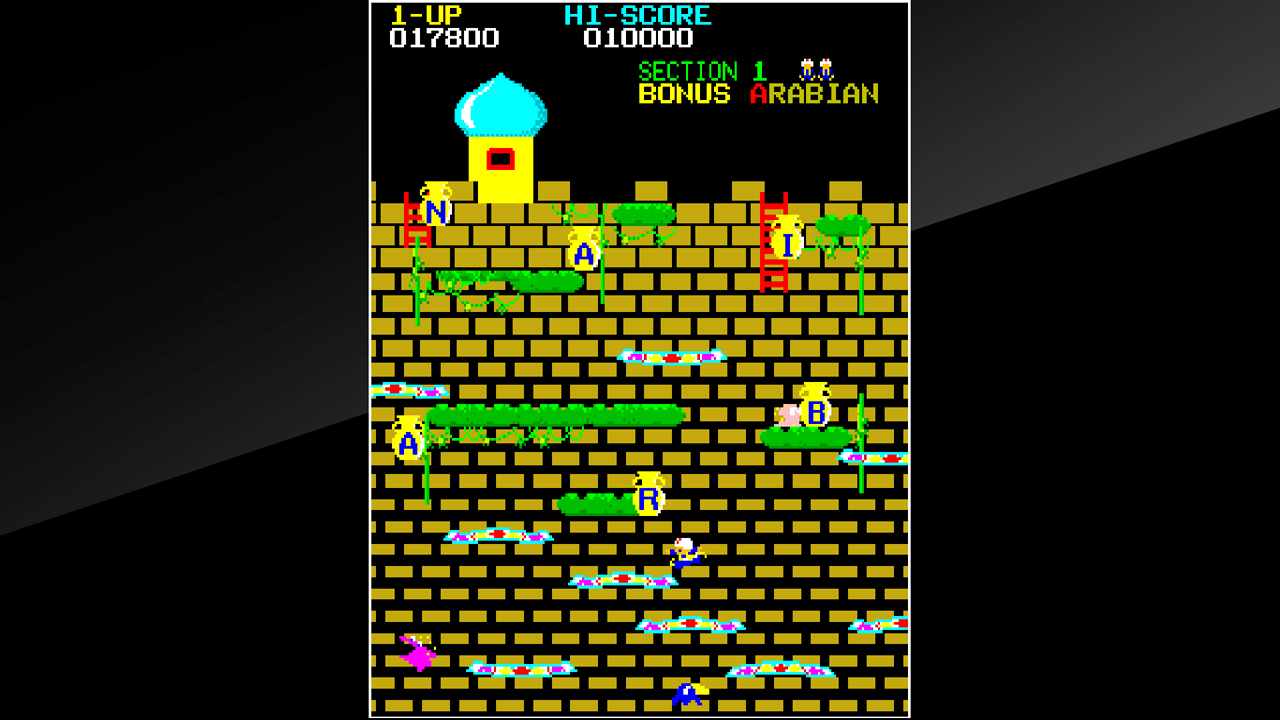 1-UP HI-SCORE
017800 010000
SECTION 1
BONUS ARABIAN
N
A
I
B
A
R